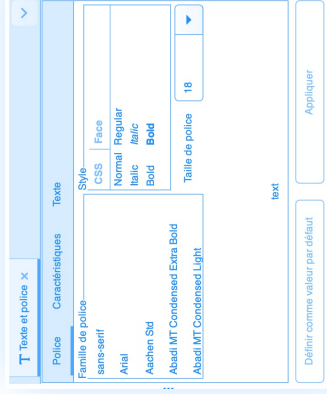 T Texte et police ×
Police Caractéristiques Texte
Famille de police
sans-serif
Arial
Aachen Std
Abadi MT Condensed Extra Bold
Abadi MT Condensed Light
Style
CSS Face
Normal Regular
Italic Italic
Bold Bold
Taille de police 18
text
Définir comme valeur par défaut
Appliquer